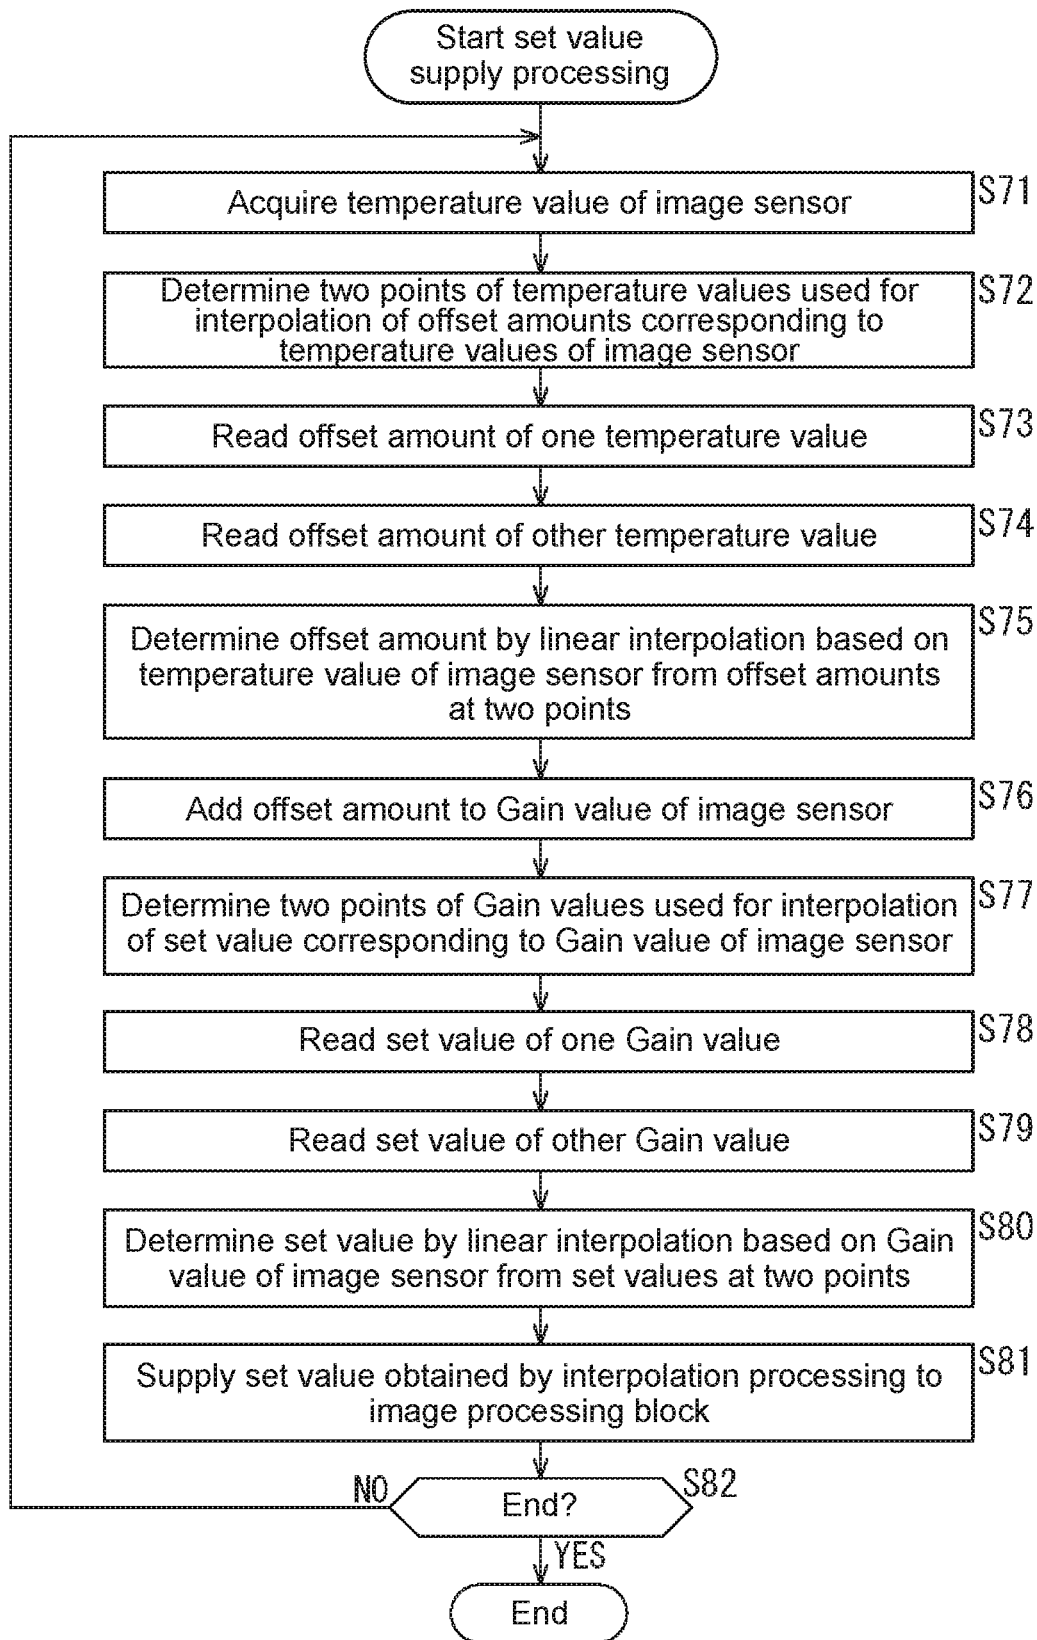 Start set value
supply processing
Acquire temperature value of image sensor
S71
Determine two points of temperature values used for
interpolation of offset amounts corresponding to
temperature values of image sensor
S72
Read offset amount of one temperature value
S73
Read offset amount of other temperature value
S74
Determine offset amount by linear interpolation based on
temperature value of image sensor from offset amounts
at two points
S75
Add offset amount to Gain value of image sensor
S76
Determine two points of Gain values used for interpolation
of set value corresponding to Gain value of image sensor
S77
Read set value of one Gain value
S78
Read set value of other Gain value
S79
Determine set value by linear interpolation based on Gain
value of image sensor from set values at two points
S80
Supply set value obtained by interpolation processing to
image processing block
S81
NO
End?
S82
YES
End